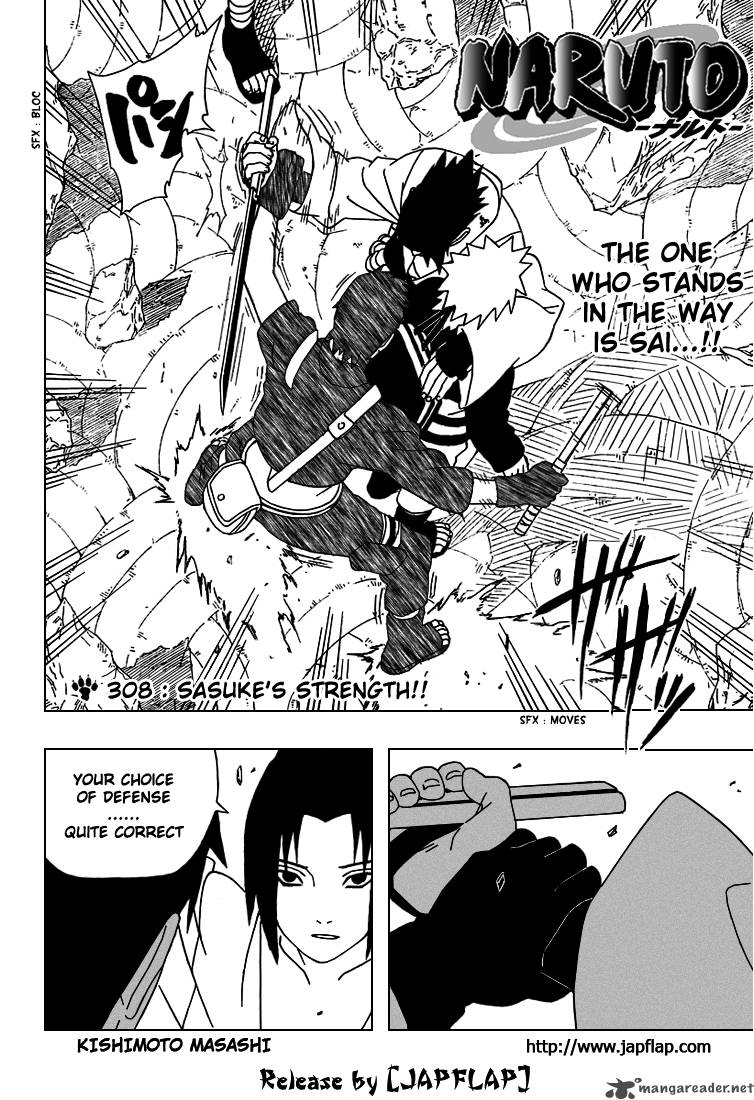 NARUTO
-ナルト-
SFX : BLOC
パシ
THE ONE
WHO STANDS
IN THE WAY
IS SAI...!!
308 : SASUKE'S STRENGTH!!
SFX : MOVES
YOUR CHOICE
OF DEFENSE
......
QUITE CORRECT
KISHIMOTO MASASHI
http://www.japflap.com
Release by [JAPFLAP]
mangareader.net